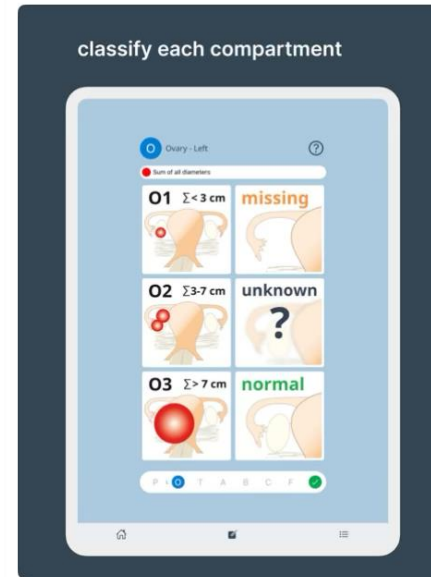 classify each compartment
O Ovary - Left ?
Sum of all diameters
O1 ∑< 3 cm missing
O2 ∑3-7 cm unknown
?
O3 ∑> 7 cm normal
P O T A B C F